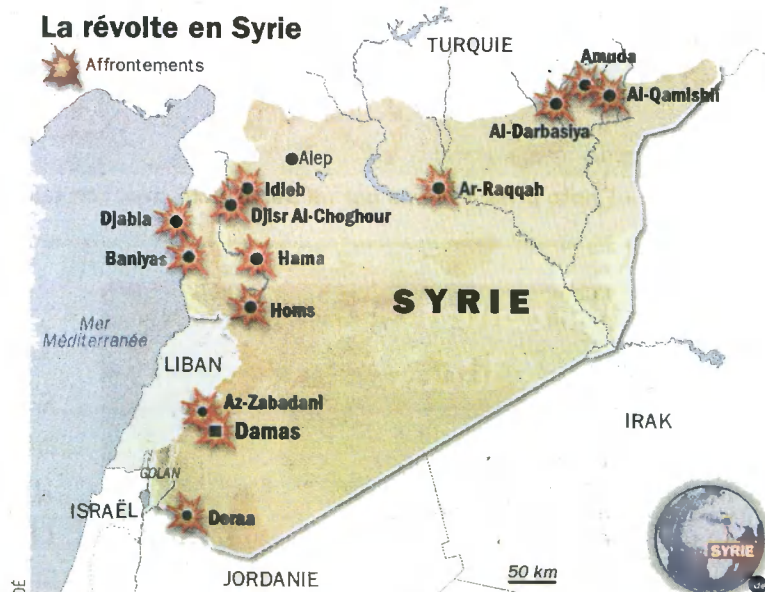 La révolte en Syrie
Affrontements
TURQUIE
Amuda
Al-Qamishli
Al-Darbasiya
Alep
Idleb
Ar-Raqqah
Djisr Al-Choghour
Djabla
Baniyas
Hama
SYRIE
Homs
Mer
Méditerranée
LIBAN
Az-Zabadani
Damas
IRAK
GOLAN
ISRAËL
Deraa
SYRIE
JORDANIE
50 km